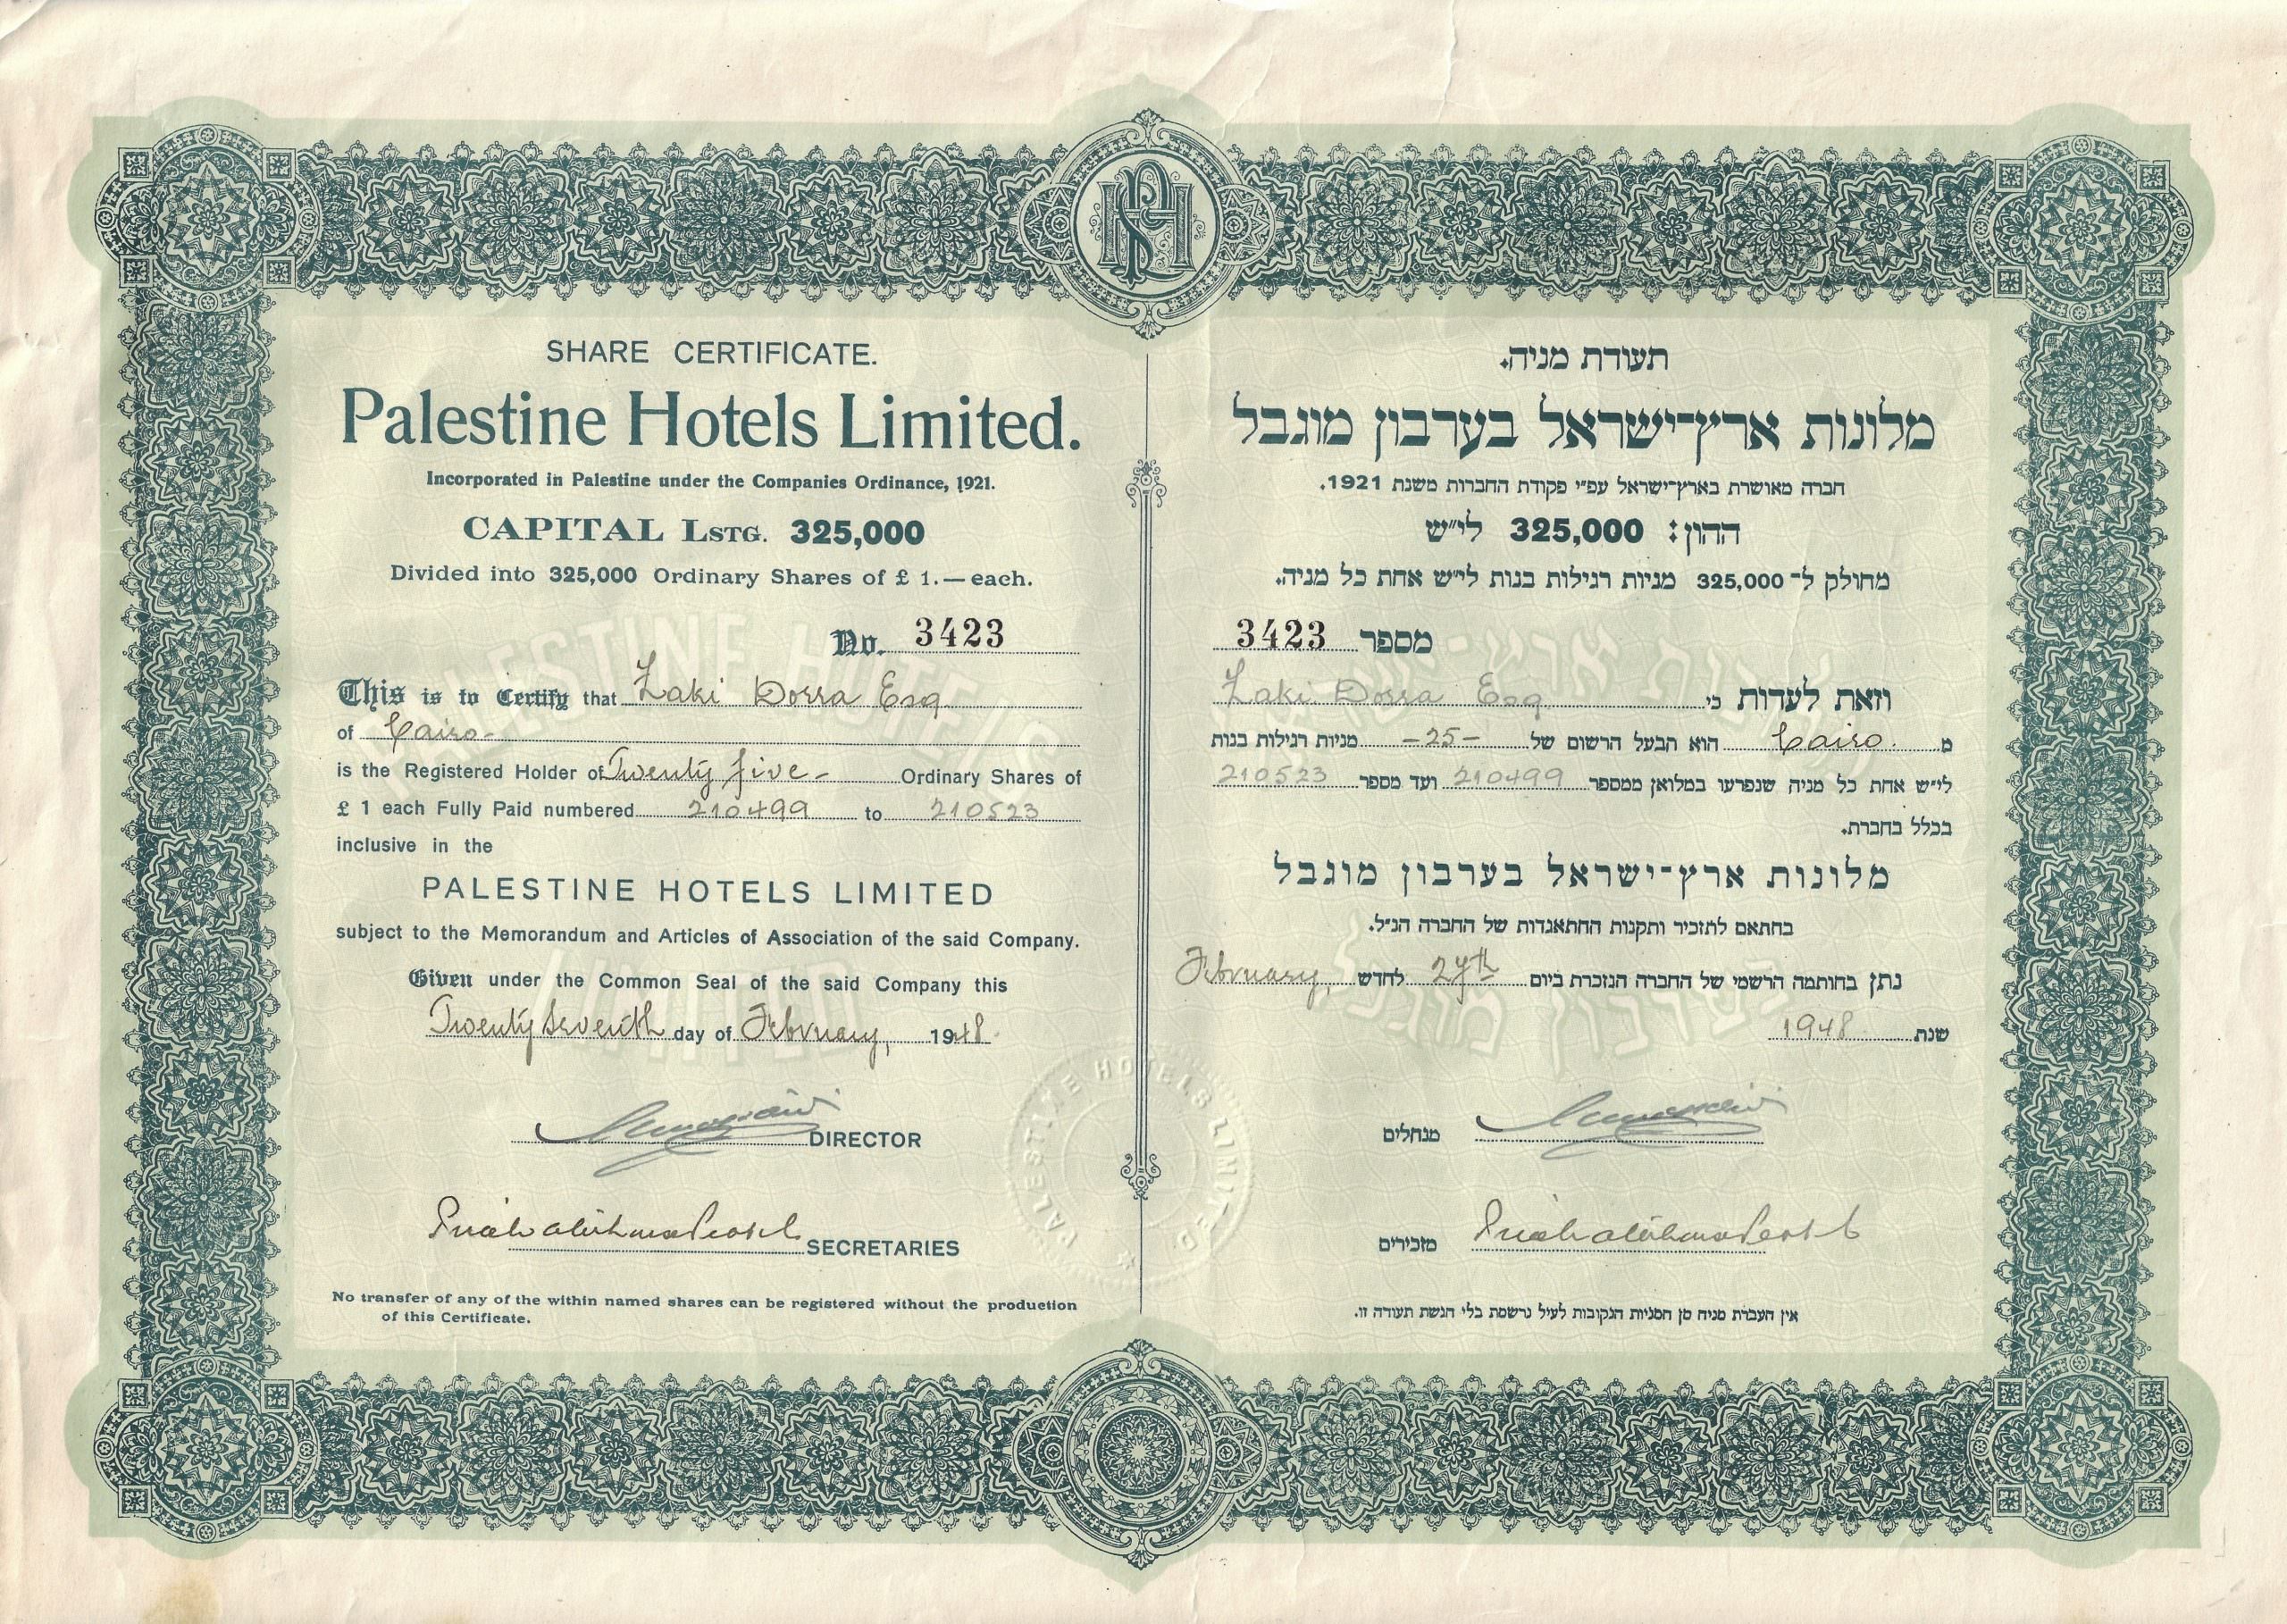 SHARE CERTIFICATE.
Palestine Hotels Limited.
Incorporated in Palestine under the Companies Ordinance, 1921.
CAPITAL LSTG. 325,000
Divided into 325,000 Ordinary Shares of £ 1.— each.
No. 3423
This is to Certify that Zaki Dorra Esq.
of Cairo-
is the Registered Holder of Twenty five- Ordinary Shares of
£ 1 each Fully Paid numbered 210499 to 210523
inclusive in the
PALESTINE HOTELS LIMITED
subject to the Memorandum and Articles of Association of the said Company.
Given under the Common Seal of the said Company this
Twenty Seventh day of February, 1948.
DIRECTOR
SECRETARIES
No transfer of any of the within named shares can be registered without the production
of this Certificate.
תעודת מניה.
מלונות ארץ־ישראל בערבון מוגבל
חברה מאושרת בארץ־ישראל עפ״י פקודת החברות משנת 1921.
ההון: 325,000 לי״ש
מחולק ל־325,000 מניות רגילות בנות לי״ש אחת כל מניה.
מספר 3423
וזאת לעדות כי Zaki Dorra Esq
מ Cairo. הוא הבעל הרשום של -25- מניות רגילות בנות
לי״ש אחת כל מניה שנפרעו במלואן ממספר 210499 ועד מספר 210523
בכלל בחברת.
מלונות ארץ־ישראל בערבון מוגבל
בהתאם לתזכיר ותקנות ההתאגדות של החברה הנ״ל.
נתן בחותמה הרשמי של החברה הנזכרת ביום 27th לחדש February,
שנת 1948
מנהלים
מזכירים
אין העברת מניה מן המניות הנקובות לעיל נרשמת בלי הגשת תעודה זו.
PALESTINE HOTELS LIMITED